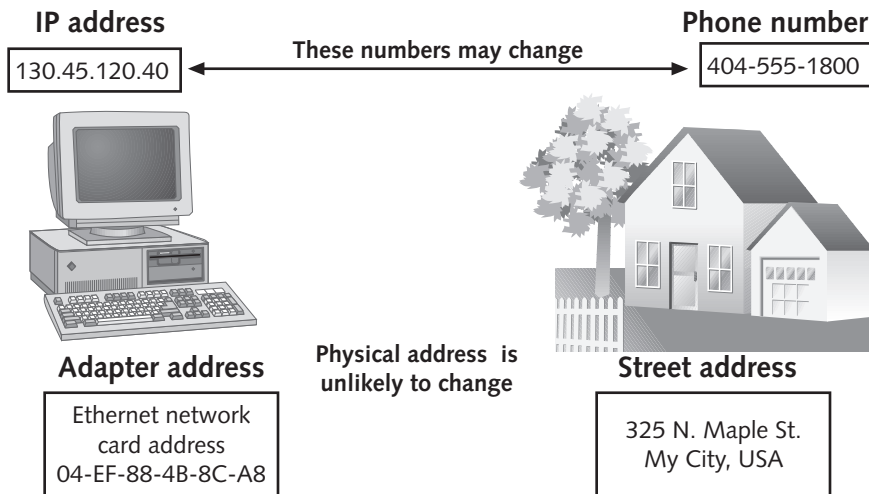 IP address
Phone number
These numbers may change
130.45.120.40
404-555-1800
Adapter address
Physical address is
unlikely to change
Street address
Ethernet network
card address
04-EF-88-4B-8C-A8
325 N. Maple St.
My City, USA